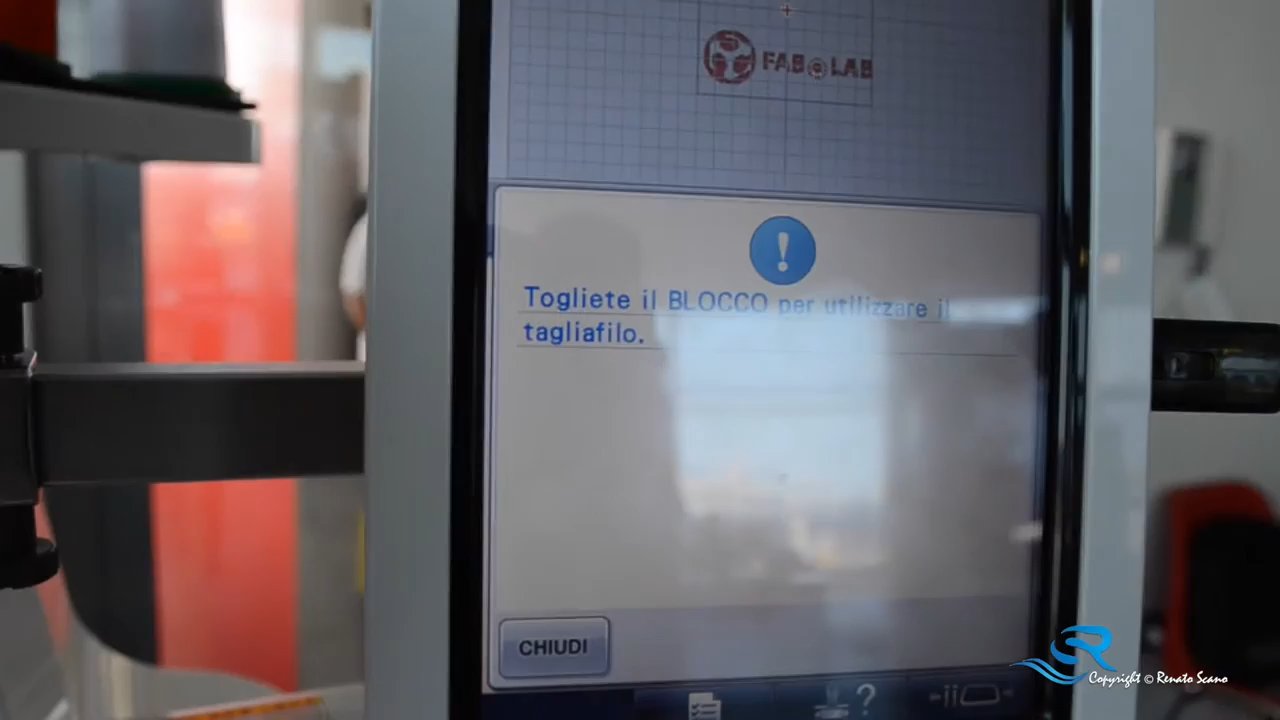 FAB LAB
Togliete il BLOCCO per utilizzare il
tagliafilo.
CHIUDI
?
Copyright © Renato Scano